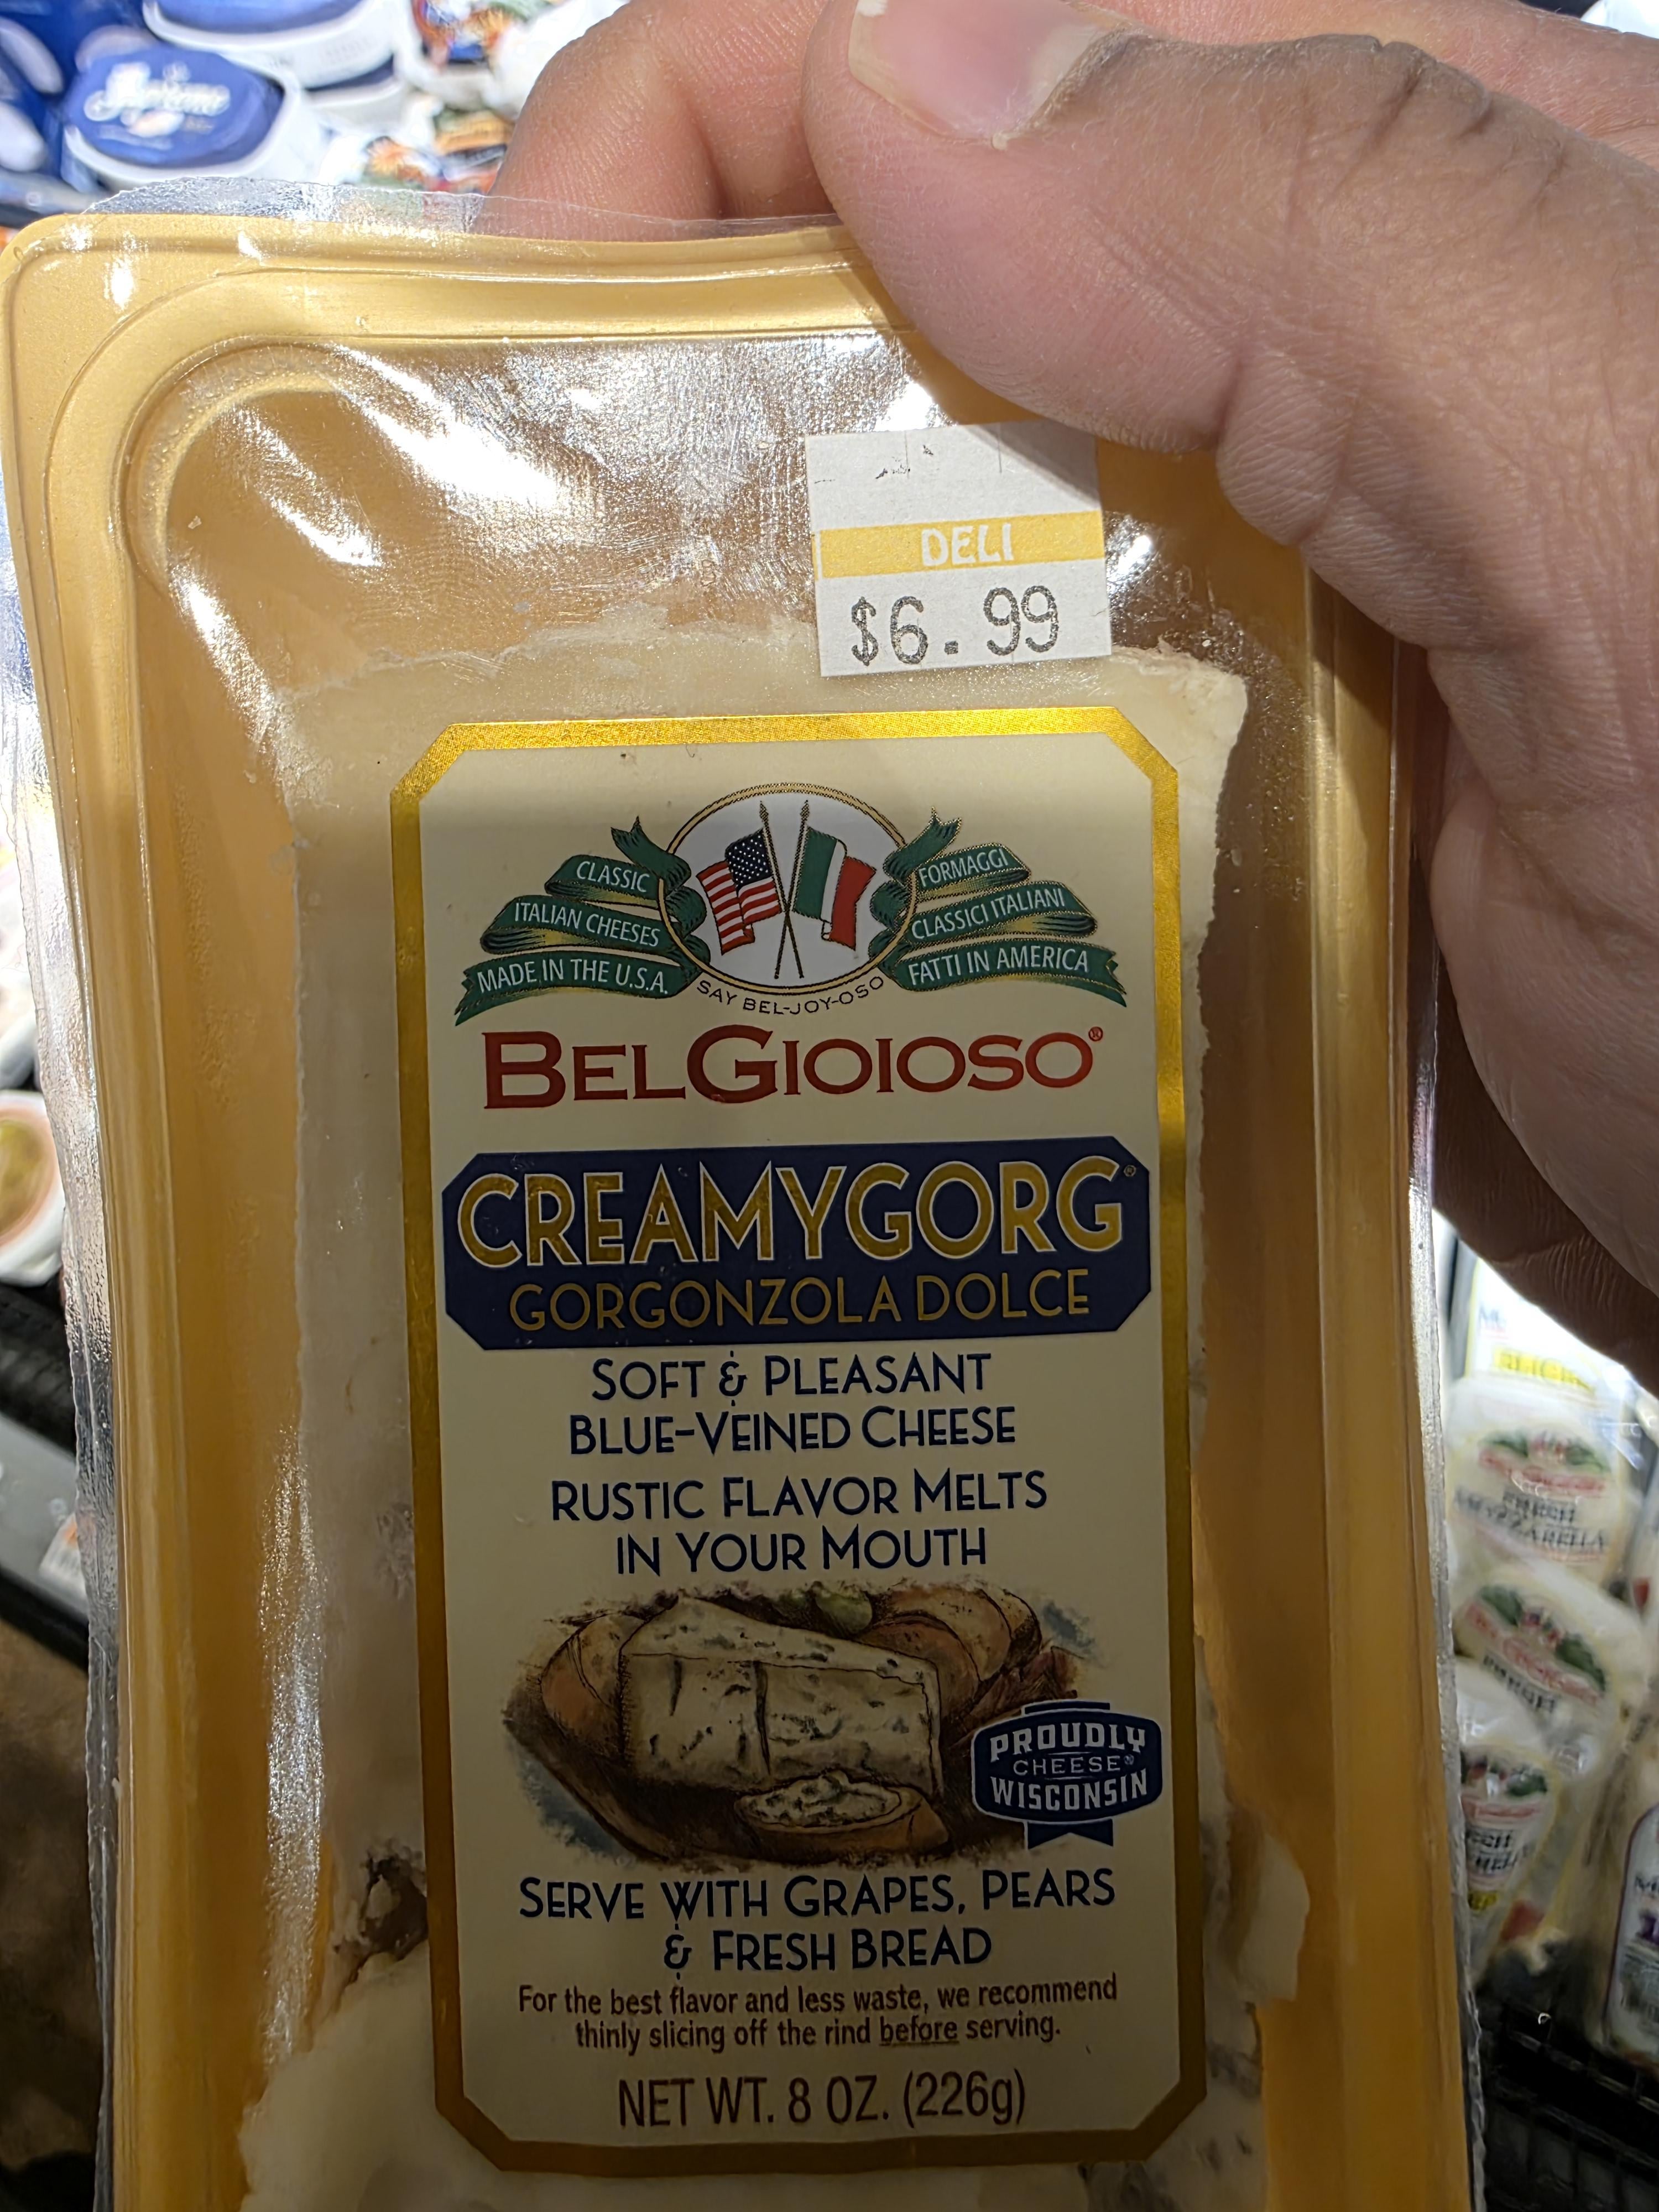 Supreme
DELI
$6.99
CLASSIC
ITALIAN CHEESES
MADE IN THE U.S.A.
FORMAGGI
CLASSICI ITALIANI
FATTI IN AMERICA
SAY BEL-JOY-OSO
BELGIOIOSO®
CREAMYGORG®
GORGONZOLA DOLCE
SOFT & PLEASANT
BLUE-VEINED CHEESE
RUSTIC FLAVOR MELTS
IN YOUR MOUTH
PROUDLY
CHEESE®
WISCONSIN
SERVE WITH GRAPES, PEARS
& FRESH BREAD
For the best flavor and less waste, we recommend
thinly slicing off the rind before serving.
NET WT. 8 OZ. (226g)
FRESH
MOZZARELLA